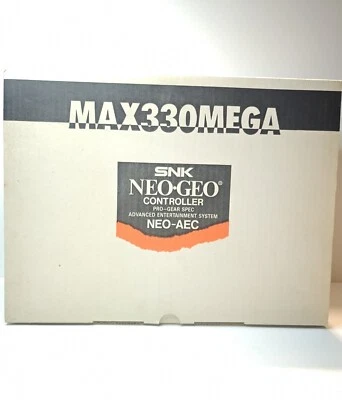 MAX330MEGA
SNK
NEO•GEO®
CONTROLLER
PRO-GEAR SPEC
ADVANCED ENTERTAINMENT SYSTEM
NEO-AEC